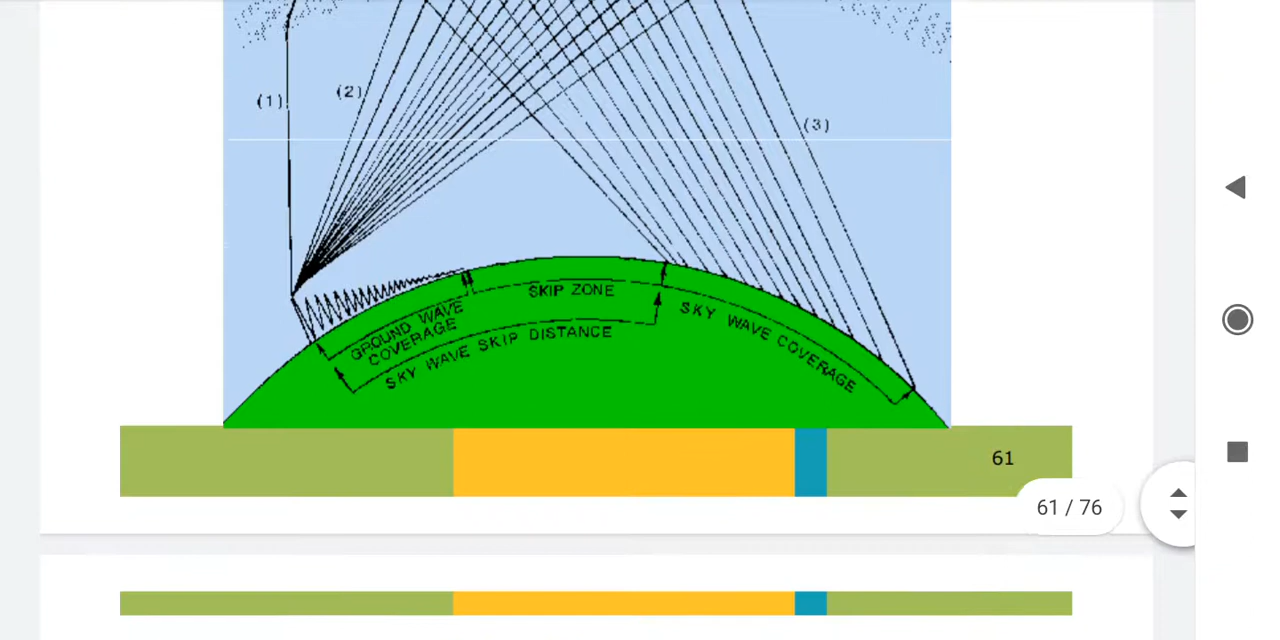 (1)
(2)
(3)
GROUND WAVE
COVERAGE
SKIP ZONE
SKY WAVE SKIP DISTANCE
SKY WAVE COVERAGE
61
61 / 76